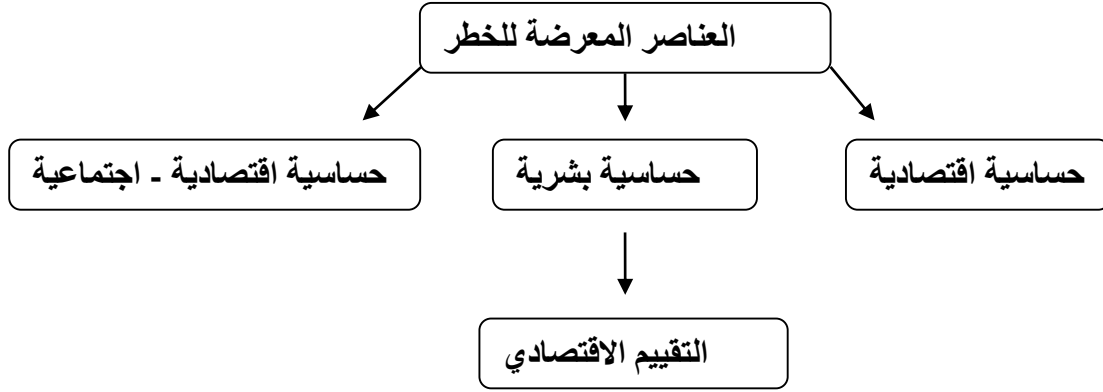 العناصر المعرضة للخطر
حساسية اقتصادية
حساسية بشرية
حساسية اقتصادية - اجتماعية
التقييم الاقتصادي